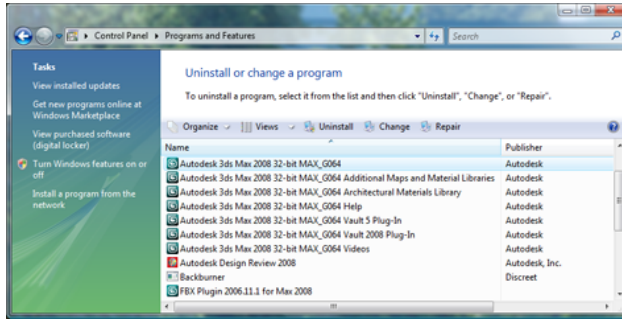 Control Panel ▸ Programs and Features
Search
Tasks
View installed updates
Get new programs online at
Windows Marketplace
View purchased software
(digital locker)
Turn Windows features on or
off
Install a program from the
network
Uninstall or change a program
To uninstall a program, select it from the list and then click "Uninstall", "Change", or "Repair".
Organize Views Uninstall Change Repair
Name Publisher
Autodesk 3ds Max 2008 32-bit MAX_G064 Autodesk
Autodesk 3ds Max 2008 32-bit MAX_G064 Additional Maps and Material Libraries Autodesk
Autodesk 3ds Max 2008 32-bit MAX_G064 Architectural Materials Library Autodesk
Autodesk 3ds Max 2008 32-bit MAX_G064 Help Autodesk
Autodesk 3ds Max 2008 32-bit MAX_G064 Vault 5 Plug-In Autodesk
Autodesk 3ds Max 2008 32-bit MAX_G064 Vault 2008 Plug-In Autodesk
Autodesk 3ds Max 2008 32-bit MAX_G064 Videos Autodesk
Autodesk Design Review 2008 Autodesk, Inc.
Backburner Discreet
FBX Plugin 2006.11.1 for Max 2008